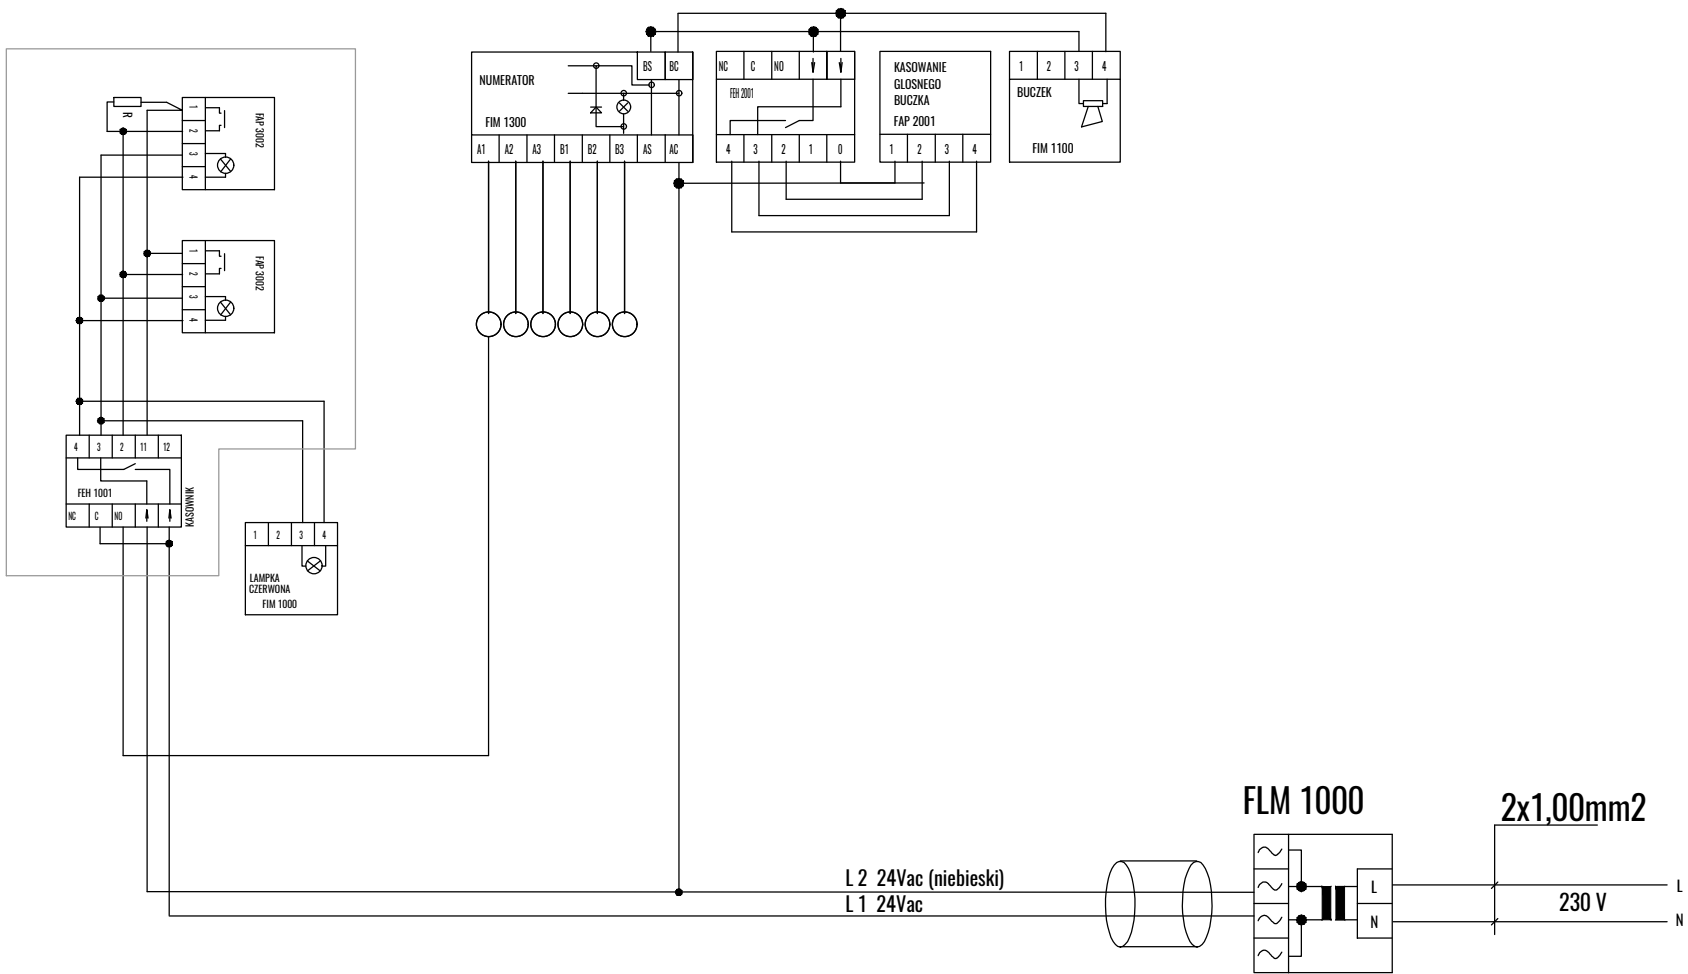 BS BC
NUMERATOR
FIM 1300
A1 A2 A3 B1 B2 B3 AS AC
NC C NO
FEH 2001
4 3 2 1 0
KASOWANIE
GLOSNEGO
BUCZKA
FAP 2001
1 2 3 4
1 2 3 4
BUCZEK
FIM 1100
R
1
2
3
4
FAP 3002
1
2
3
4
FAP 3002
4 3 2 11 12
FEH 1001
NC C NO
KASOWNIK
1 2 3 4
LAMPKA
CZERWONA
FIM 1000
FLM 1000
2x1,00mm2
L 2 24Vac (niebieski)
L 1 24Vac
L
N
230 V
L
N